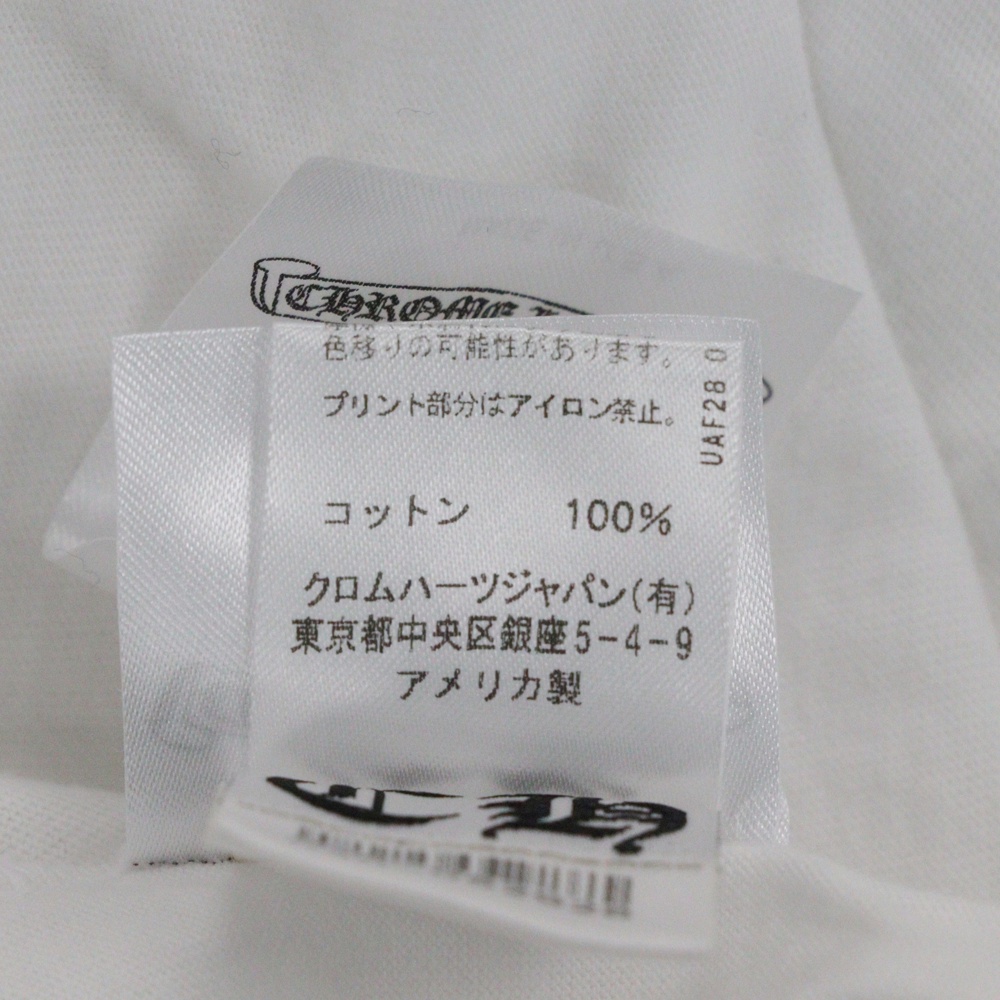 CHROME
色移りの可能性があります。
プリント部分はアイロン禁止。
UAF28 0
コットン 100%
クロムハーツジャパン(有)
東京都中央区銀座5-4-9
アメリカ製